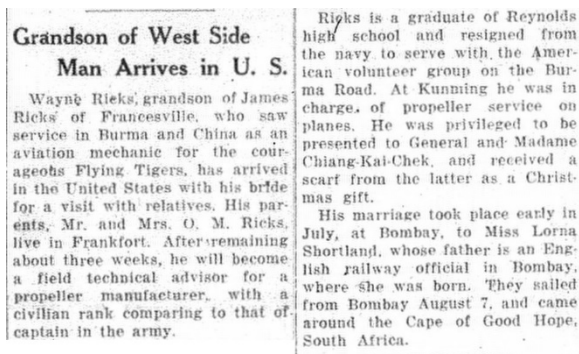 Grandson of West Side
Man Arrives in U. S.
Wayne Ricks, grandson of James
Ricks of Francesville, who saw
service in Burma and China as an
aviation mechanic for the cour-
ageohs Flying Tigers, has arrived
in the United States with his bride
for a visit with relatives. His par-
ents, Mr. and Mrs. O. M. Ricks,
live in Frankfort. After remaining
about three weeks, he will become
a field technical advisor for a
propeller manufacturer, with a
civilian rank comparing to that of
captain in the army.
Ricks is a graduate of Reynolds
high school and resigned from
the navy to serve with the Amer-
ican volunteer group on the Bur-
ma Road. At Kunming he was in
charge of propeller service on
planes. He was privileged to be
presented to General and Madame
Chiang-Kai-Chek, and received a
scarf from the latter as a Christ-
mas gift.
His marriage took place early in
July, at Bombay, to Miss Lorna
Shortland, whose father is an Eng-
lish railway official in Bombay,
where she was born. They sailed
from Bombay August 7, and came
around the Cape of Good Hope,
South Africa.